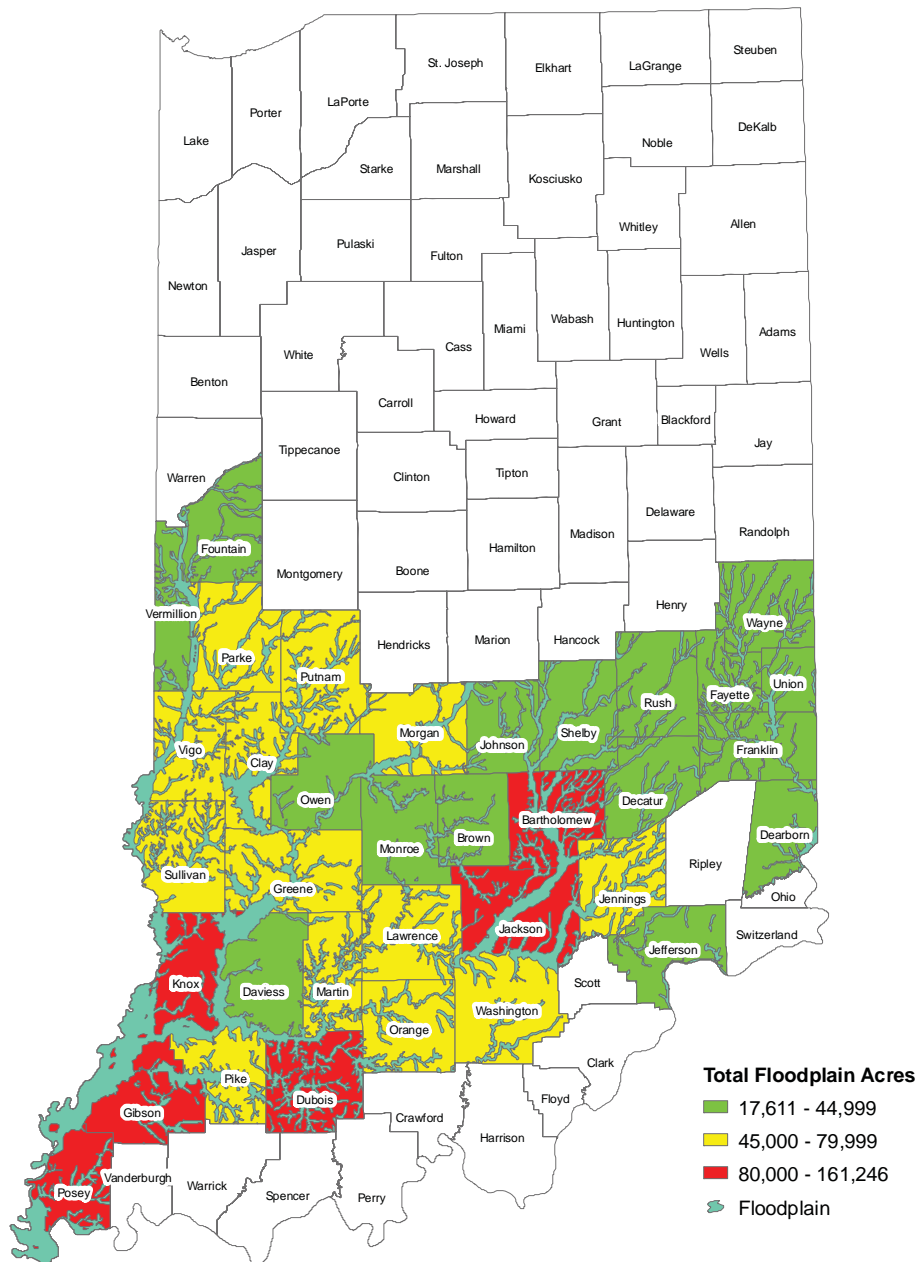 Steuben
St. Joseph
Elkhart
LaGrange
LaPorte
Porter
Lake
DeKalb
Noble
Starke
Marshall
Kosciusko
Whitley
Allen
Pulaski
Jasper
Fulton
Newton
Miami
Wabash
Huntington
Adams
White
Cass
Wells
Benton
Carroll
Howard
Grant
Blackford
Jay
Tippecanoe
Warren
Clinton
Tipton
Delaware
Randolph
Madison
Hamilton
Fountain
Boone
Montgomery
Henry
Vermillion
Wayne
Hendricks
Marion
Hancock
Parke
Putnam
Union
Fayette
Rush
Morgan
Shelby
Johnson
Franklin
Vigo
Clay
Owen
Decatur
Bartholomew
Dearborn
Brown
Monroe
Ripley
Sullivan
Greene
Jennings
Ohio
Jackson
Lawrence
Switzerland
Jefferson
Knox
Daviess
Martin
Scott
Washington
Orange
Clark
Pike
Dubois
Floyd
Gibson
Crawford
Harrison
Vanderburgh
Warrick
Posey
Spencer
Perry
Total Floodplain Acres
17,611 - 44,999
45,000 - 79,999
80,000 - 161,246
Floodplain